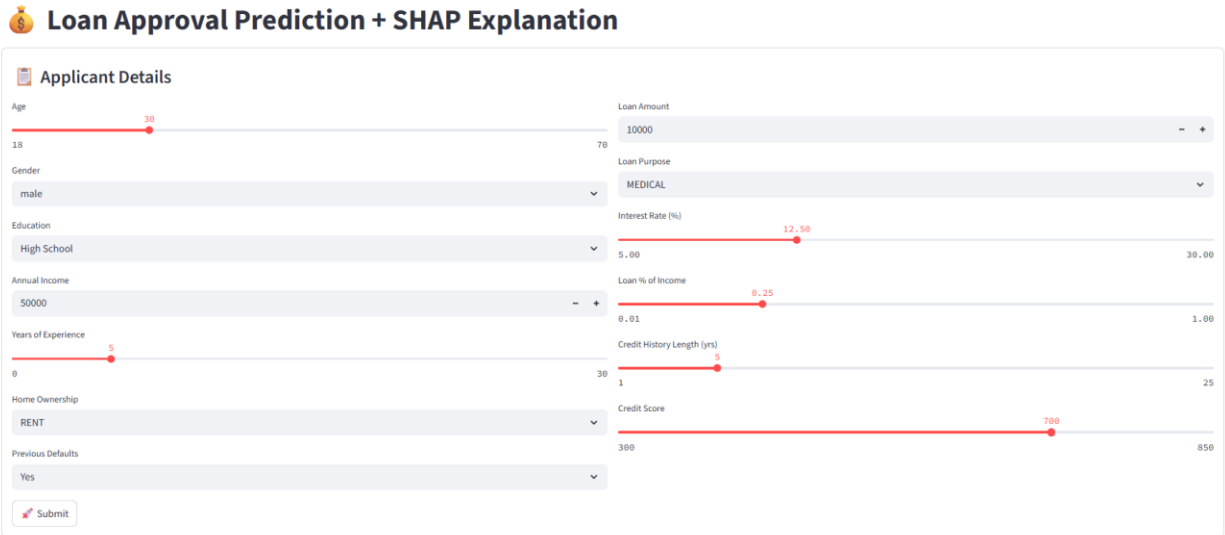 Loan Approval Prediction + SHAP Explanation
Applicant Details
Age
30
18 70
Gender
male
Education
High School
Annual Income
50000 - +
Years of Experience
5
0 30
Home Ownership
RENT
Previous Defaults
Yes
Submit
Loan Amount
10000 - +
Loan Purpose
MEDICAL
Interest Rate (%)
12.50
5.00 30.00
Loan % of Income
0.25
0.01 1.00
Credit History Length (yrs)
5
1 25
Credit Score
700
300 850